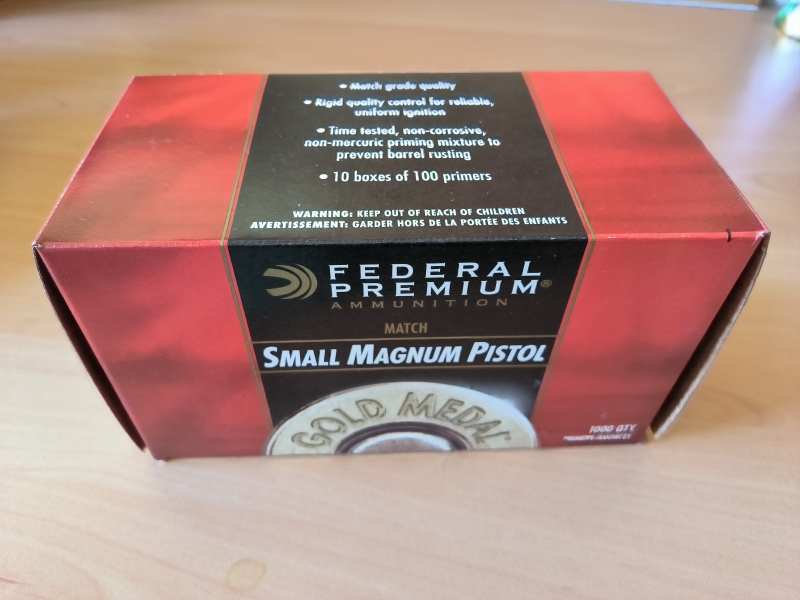 • Match grade quality
• Rigid quality control for reliable,
uniform ignition
• Time tested, non-corrosive,
non-mercuric priming mixture to
prevent barrel rusting
• 10 boxes of 100 primers
WARNING: KEEP OUT OF REACH OF CHILDREN
AVERTISSEMENT: GARDER HORS DE LA PORTÉE DES ENFANTS
FEDERAL
PREMIUM®
AMMUNITION
MATCH
SMALL MAGNUM PISTOL
GOLD MEDAL
1000 QTY
PRIMERS-AMORCES